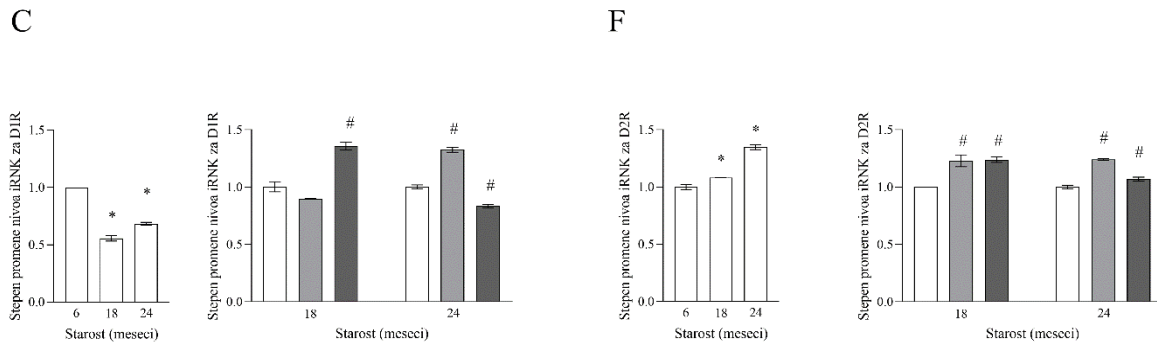 C
Stepen promene nivoa iRNK za D1R
1.5
1.0
0.5
0.0
*
*
6 18 24
Starost (meseci)
Stepen promene nivoa iRNK za D1R
1.5
1.0
0.5
0.0
# # #
18 24
Starost (meseci)
F
Stepen promene nivoa iRNK za D2R
1.5
1.0
0.5
0.0
*
*
6 18 24
Starost (meseci)
Stepen promene nivoa iRNK za D2R
1.5
1.0
0.5
0.0
# # # #
18 24
Starost (meseci)